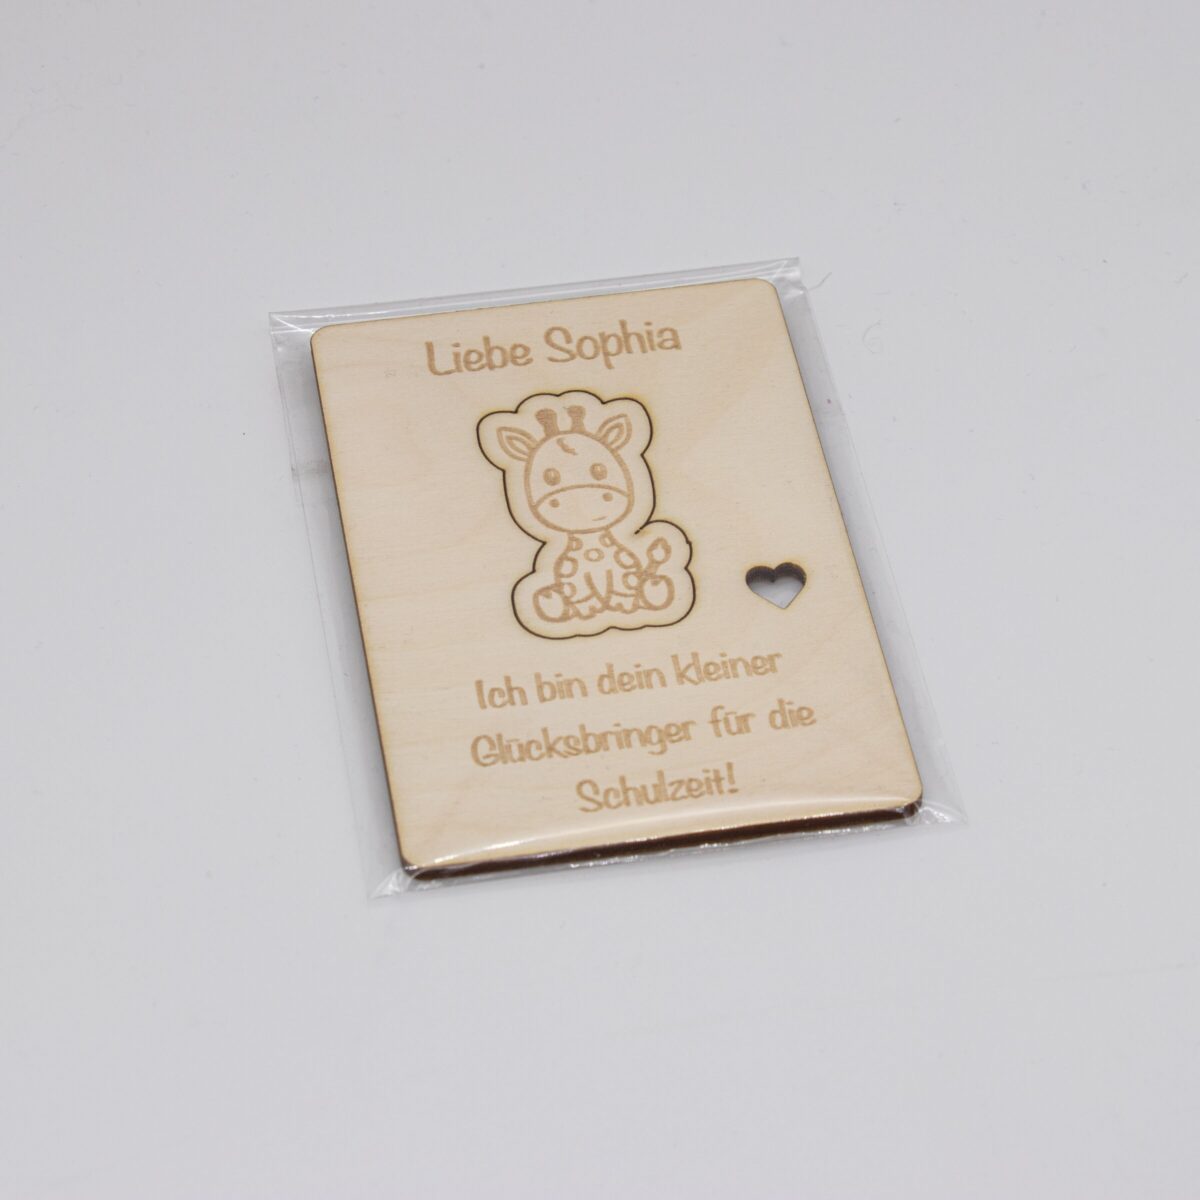 Liebe Sophia
Ich bin dein kleiner
Glücksbringer für die
Schulzeit!